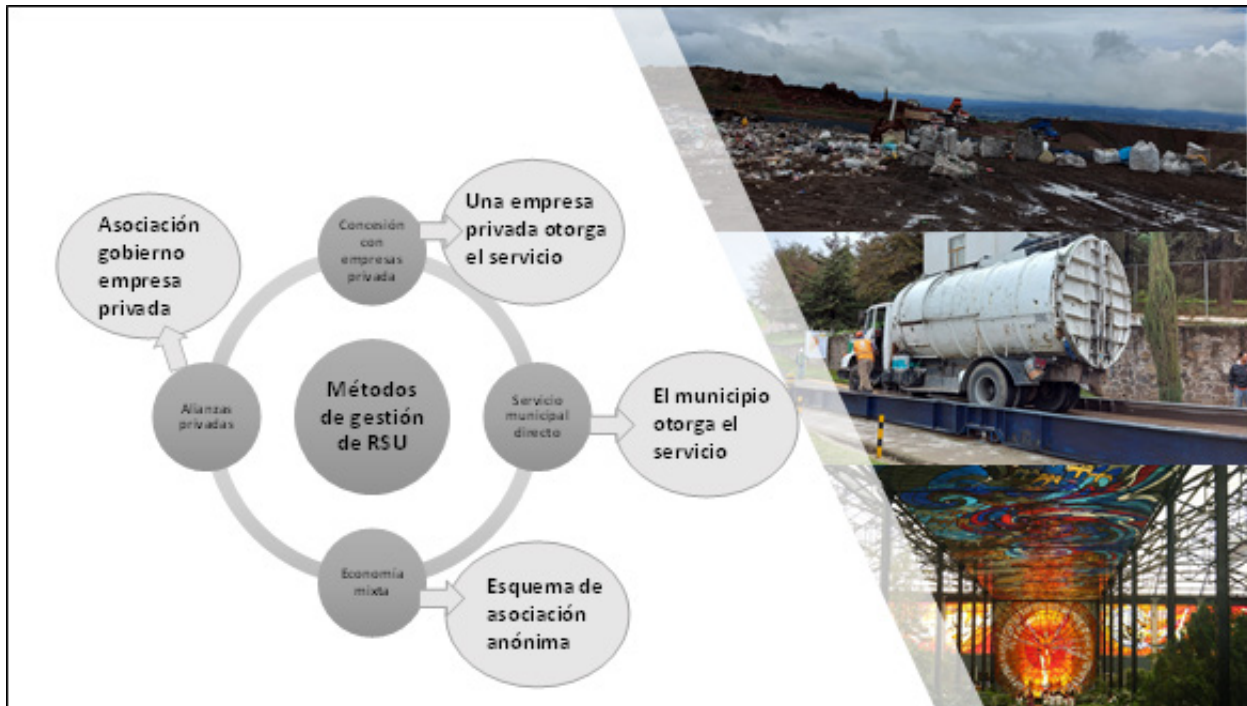 Concesión
con
empresas
privada
Una empresa
privada otorga
el servicio
Asociación
gobierno
empresa
privada
Métodos
de gestión
de RSU
Alianzas
privadas
Servicio
municipal
directo
El municipio
otorga el
servicio
Economía
mixta
Esquema de
asociación
anónima